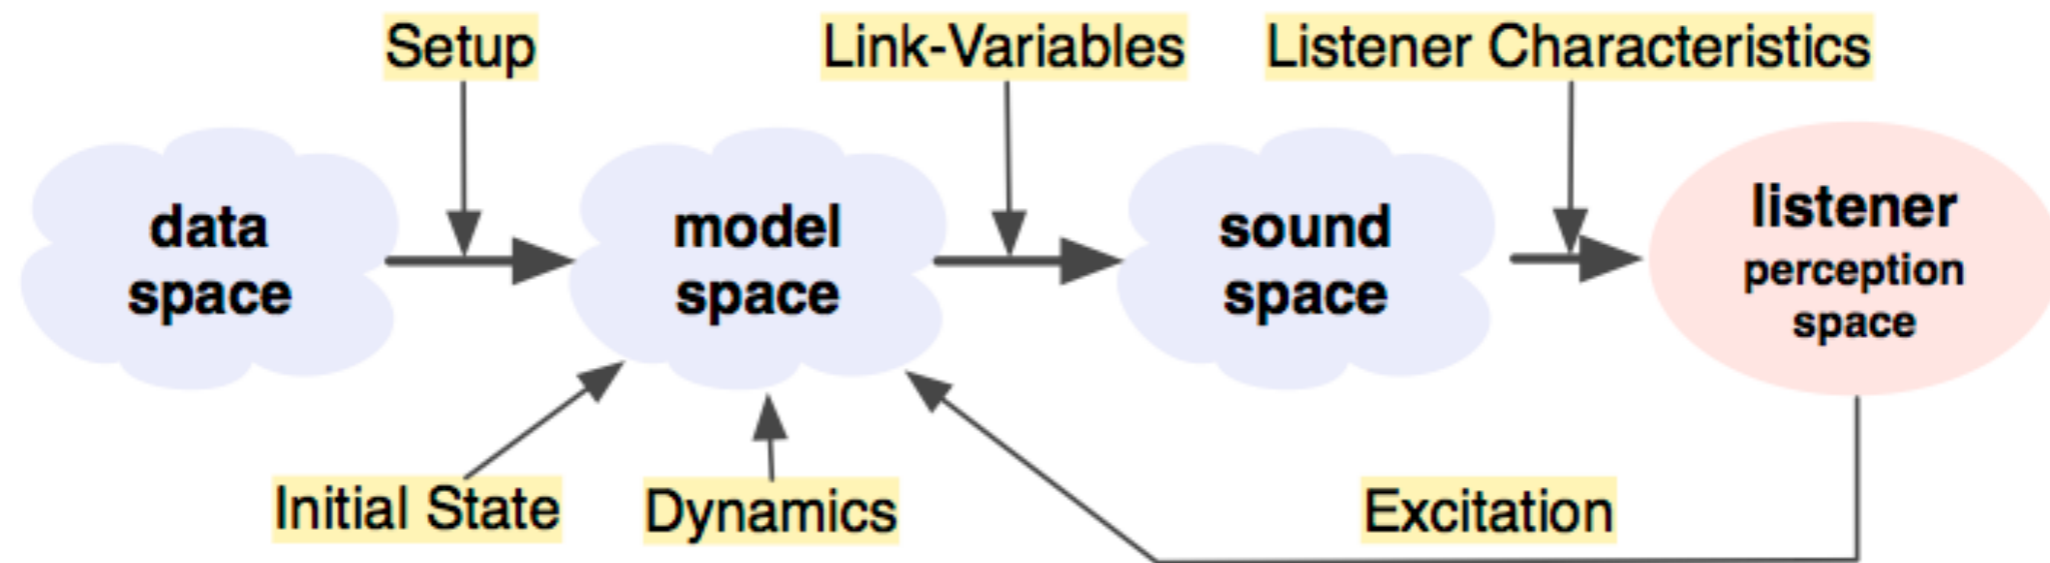 Setup
Link-Variables
Listener Characteristics
data
space
model
space
sound
space
listener
perception
space
Initial State
Dynamics
Excitation